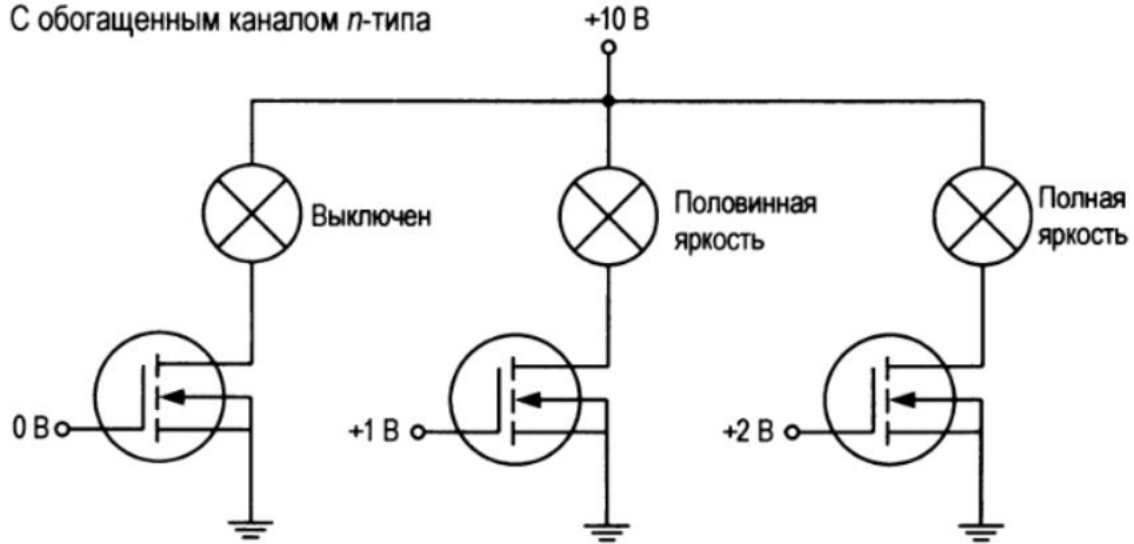 С обогащенным каналом n-типа
+10 В
Выключен
Половинная
яркость
Полная
яркость
0 В
+1 В
+2 В